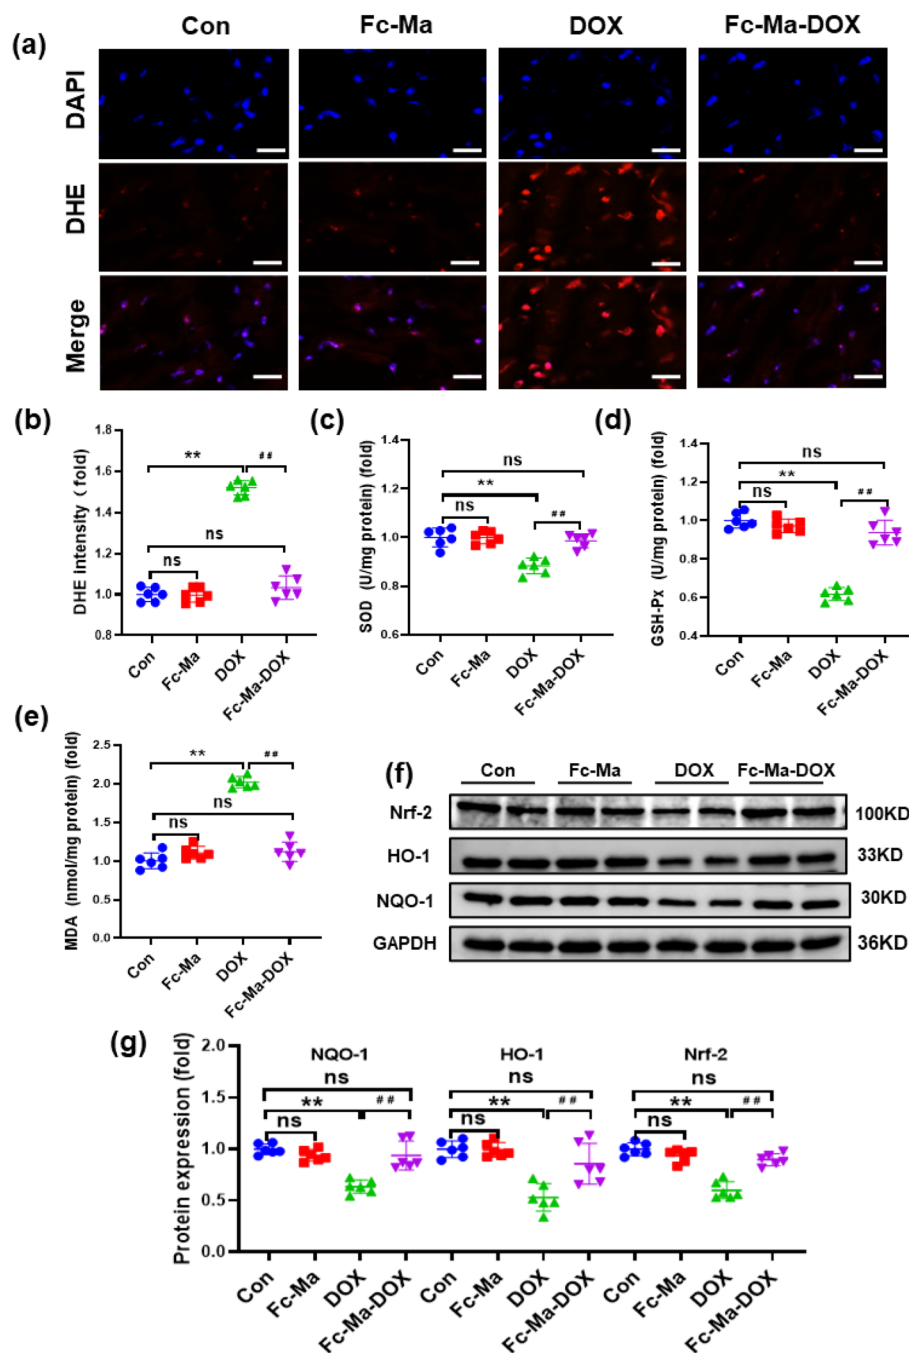 (a) Con Fc-Ma DOX Fc-Ma-DOX
DAPI
DHE
Merge
(b)
DHE Intensity (fold)
1.8
1.6
1.4
1.2
1.0
0.8
** ##
ns
ns
Con Fc-Ma DOX Fc-Ma-DOX
(c)
SOD (U/mg protein) (fold)
1.4
1.2
1.0
0.8
0.6
ns
**
ns ##
Con Fc-Ma DOX Fc-Ma-DOX
(d)
GSH-Px (U/mg protein) (fold)
1.4
1.2
1.0
0.8
0.6
0.4
ns
**
ns ##
Con Fc-Ma DOX Fc-Ma-DOX
(e)
MDA (nmol/mg protein) (fold)
2.5
2.0
1.5
1.0
0.5
0.0
** ##
ns
ns
Con Fc-Ma DOX Fc-Ma-DOX
(f)
Con Fc-Ma DOX Fc-Ma-DOX
Nrf-2 100KD
HO-1 33KD
NQO-1 30KD
GAPDH 36KD
(g)
Protein expression (fold)
2.0
1.5
1.0
0.5
0.0
NQO-1 HO-1 Nrf-2
ns ns ns
** ## ** ## ** ##
ns ns ns
Con Fc-Ma DOX Fc-Ma-DOX Con Fc-Ma DOX Fc-Ma-DOX Con Fc-Ma DOX Fc-Ma-DOX